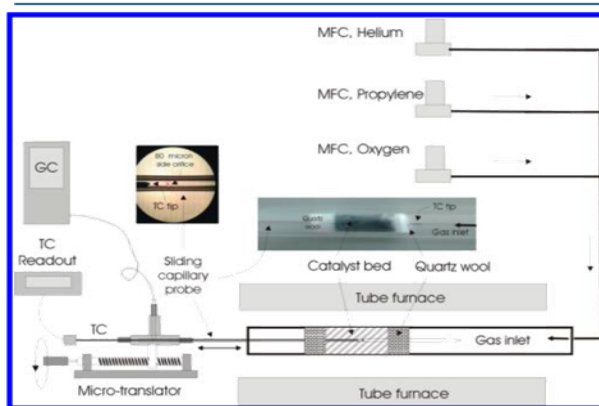 MFC, Helium
MFC, Propylene
MFC, Oxygen
GC
80 micron
side orifice
TC tip
TC
Readout
Sliding
capillary
probe
Quartz
wool
TC tip
Gas inlet
Catalyst bed
Quartz wool
Tube furnace
TC
Gas inlet
Micro-translator
Tube furnace